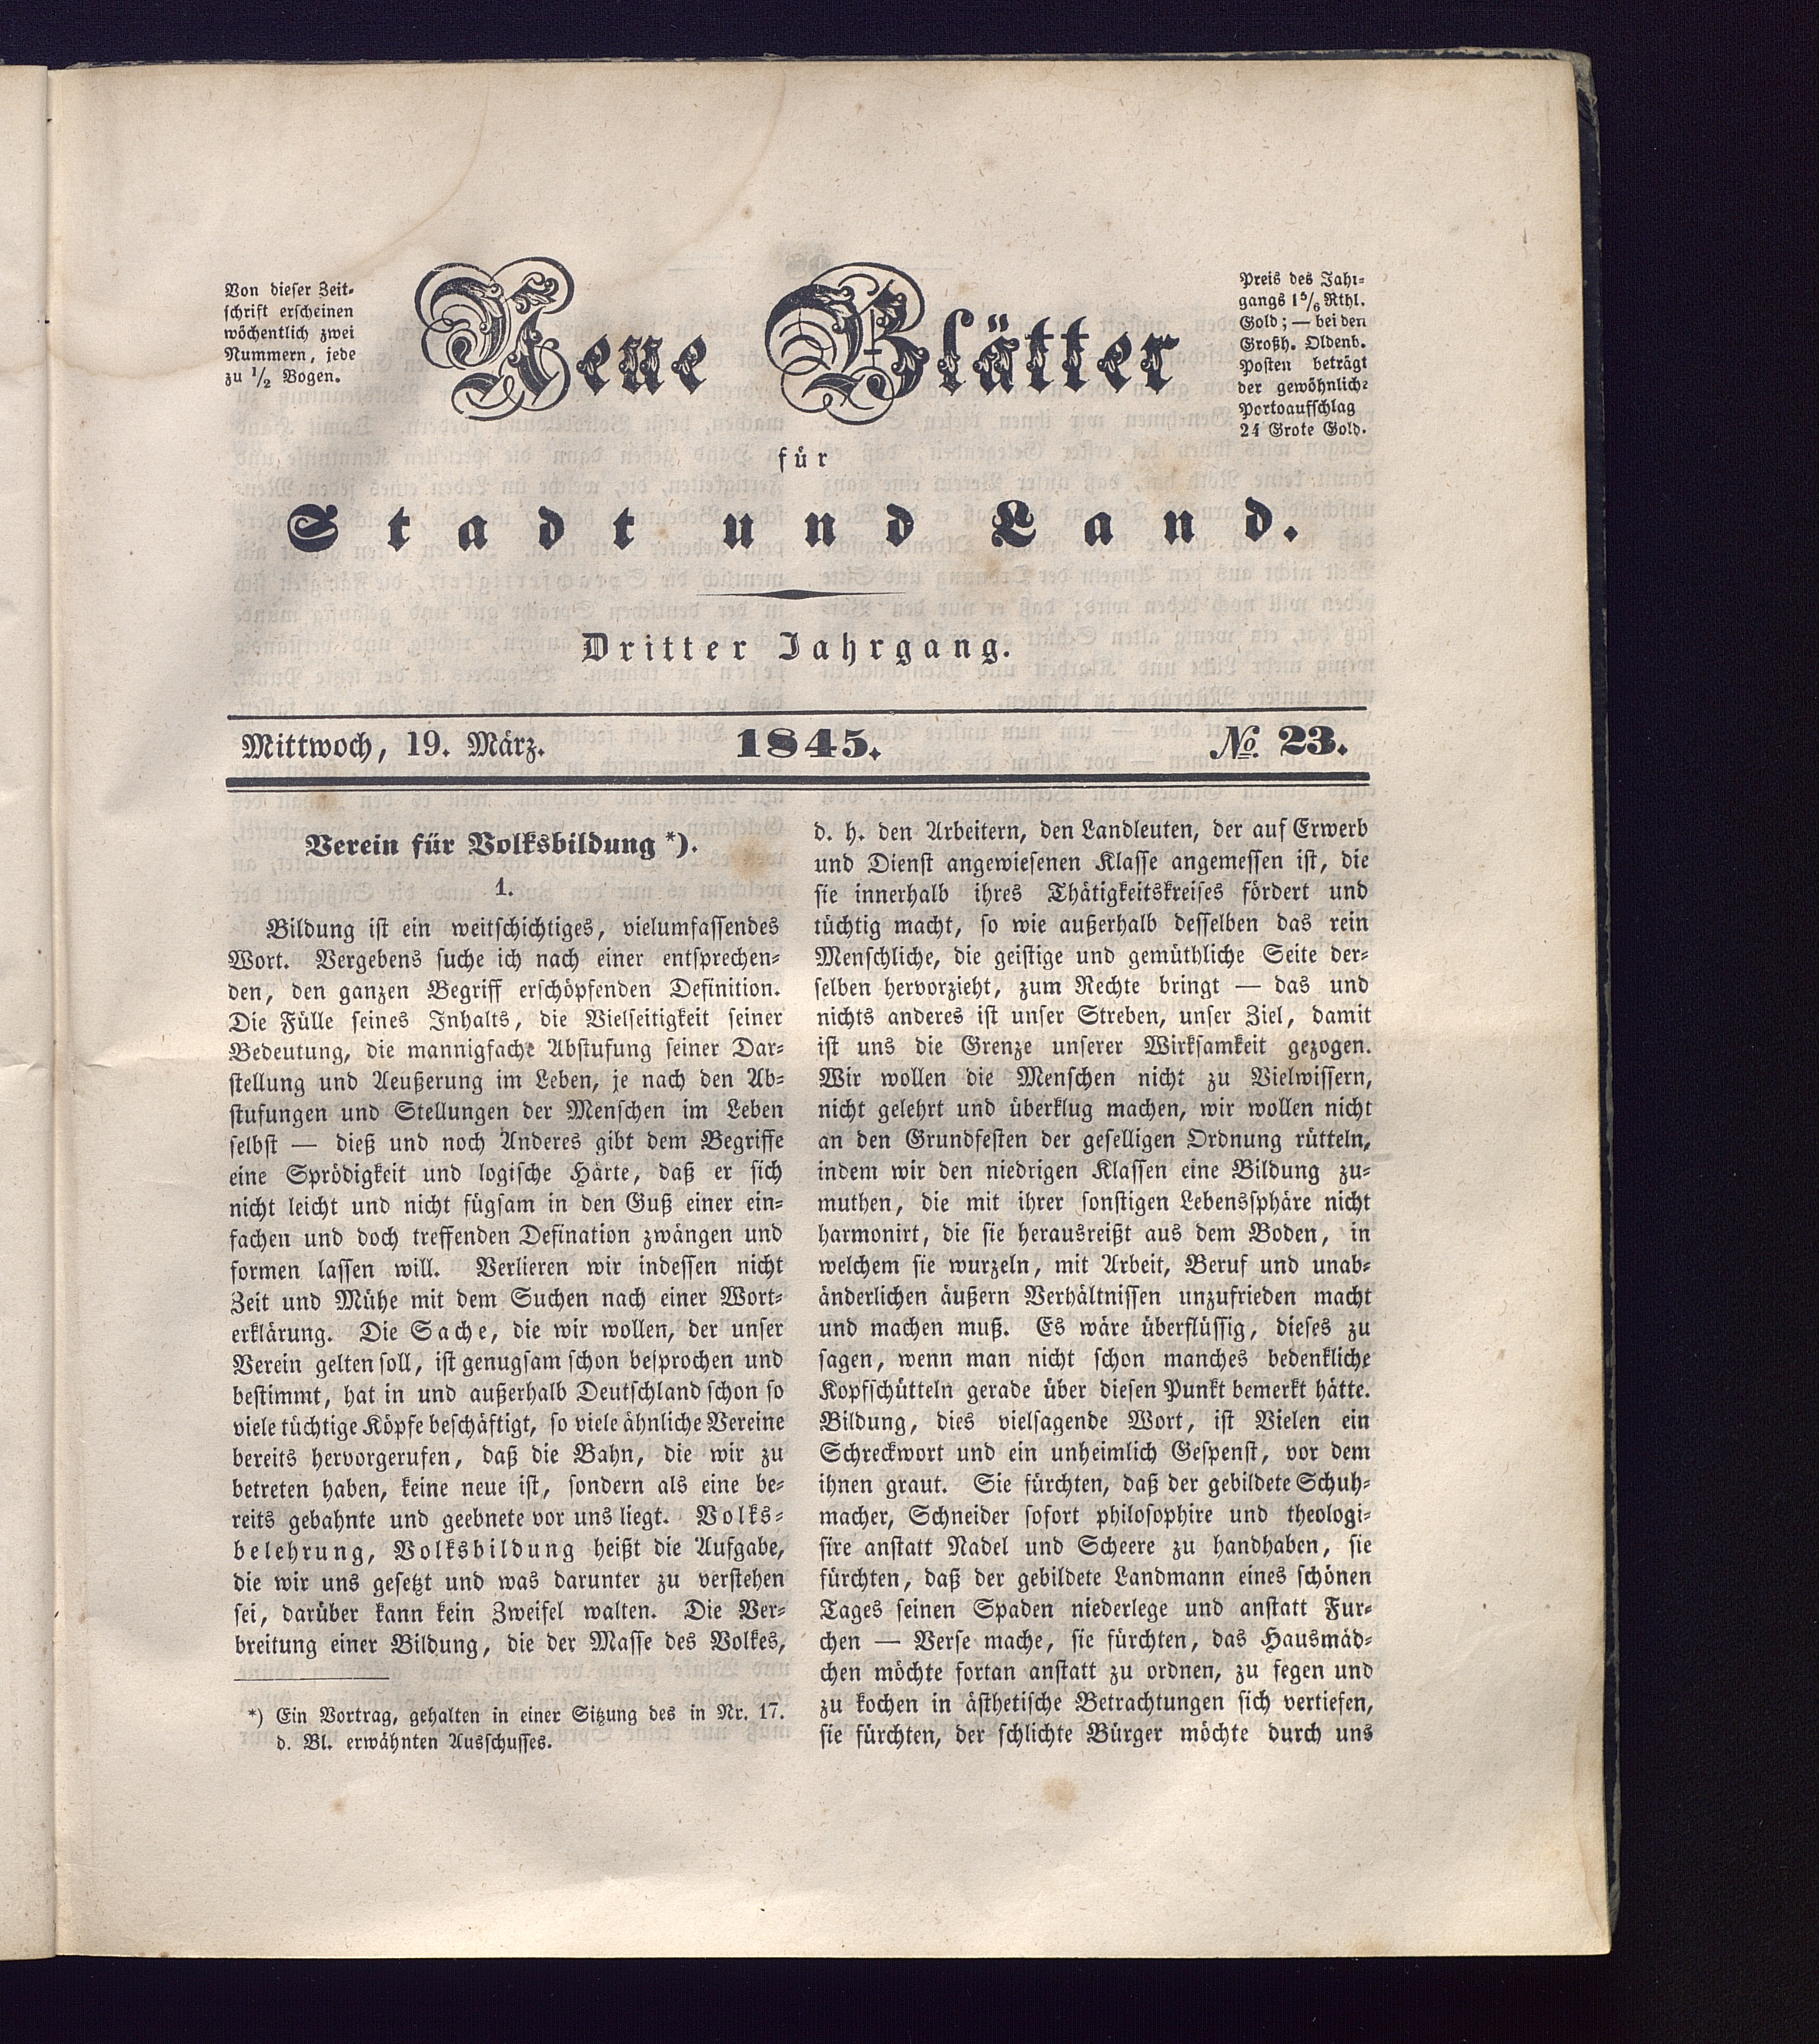 Von dieser Zeit-
schrift erscheinen
wöchentlich zwei
Nummern, jede
zu 1/2 Bogen.
Neue Blätter
Preis des Jahr-
gangs 1 5/6 Rthl.
Gold; — bei den
Großh. Oldenb.
Posten beträgt
der gewöhnliche
Portoaufschlag
24 Grote Gold.
für
Stadt und Land.
Dritter Jahrgang.
Mittwoch, 19. März. 1845. No. 23.
Verein für Volksbildung *).
1.
Bildung ist ein weitschichtiges, vielumfassendes
Wort. Vergebens suche ich nach einer entsprechen-
den, den ganzen Begriff erschöpfenden Definition.
Die Fülle seines Inhalts, die Vielseitigkeit seiner
Bedeutung, die mannigfache Abstufung seiner Dar-
stellung und Aeußerung im Leben, je nach den Ab-
stufungen und Stellungen der Menschen im Leben
selbst — dieß und noch Anderes gibt dem Begriffe
eine Sprödigkeit und logische Härte, daß er sich
nicht leicht und nicht fügsam in den Guß einer ein-
fachen und doch treffenden Defination zwängen und
formen lassen will. Verlieren wir indessen nicht
Zeit und Mühe mit dem Suchen nach einer Wort-
erklärung. Die Sache, die wir wollen, der unser
Verein gelten soll, ist genugsam schon besprochen und
bestimmt, hat in und außerhalb Deutschland schon so
viele tüchtige Köpfe beschäftigt, so viele ähnliche Vereine
bereits hervorgerufen, daß die Bahn, die wir zu
betreten haben, keine neue ist, sondern als eine be-
reits gebahnte und geebnete vor uns liegt. Volks-
belehrung, Volksbildung heißt die Aufgabe,
die wir uns gesetzt und was darunter zu verstehen
sei, darüber kann kein Zweifel walten. Die Ver-
breitung einer Bildung, die der Masse des Volkes,
*) Ein Vortrag, gehalten in einer Sitzung des in Nr. 17.
d. Bl. erwähnten Ausschusses.
d. h. den Arbeitern, den Landleuten, der auf Erwerb
und Dienst angewiesenen Klasse angemessen ist, die
sie innerhalb ihres Thätigkeitskreises fördert und
tüchtig macht, so wie außerhalb desselben das rein
Menschliche, die geistige und gemüthliche Seite der-
selben hervorzieht, zum Rechte bringt — das und
nichts anderes ist unser Streben, unser Ziel, damit
ist uns die Grenze unserer Wirksamkeit gezogen.
Wir wollen die Menschen nicht zu Vielwissern,
nicht gelehrt und überklug machen, wir wollen nicht
an den Grundfesten der geselligen Ordnung rütteln,
indem wir den niedrigen Klassen eine Bildung zu-
muthen, die mit ihrer sonstigen Lebenssphäre nicht
harmonirt, die sie herausreißt aus dem Boden, in
welchem sie wurzeln, mit Arbeit, Beruf und unab-
änderlichen äußern Verhältnissen unzufrieden macht
und machen muß. Es wäre überflüssig, dieses zu
sagen, wenn man nicht schon manches bedenkliche
Kopfschütteln gerade über diesen Punkt bemerkt hätte.
Bildung, dies vielsagende Wort, ist Vielen ein
Schreckwort und ein unheimlich Gespenst, vor dem
ihnen graut. Sie fürchten, daß der gebildete Schuh-
macher, Schneider sofort philosophire und theologi-
sire anstatt Nadel und Scheere zu handhaben, sie
fürchten, daß der gebildete Landmann eines schönen
Tages seinen Spaden niederlege und anstatt Fur-
chen — Verse mache, sie fürchten, das Hausmäd-
chen möchte fortan anstatt zu ordnen, zu fegen und
zu kochen in ästhetische Betrachtungen sich vertiefen,
sie fürchten, der schlichte Bürger möchte durch uns